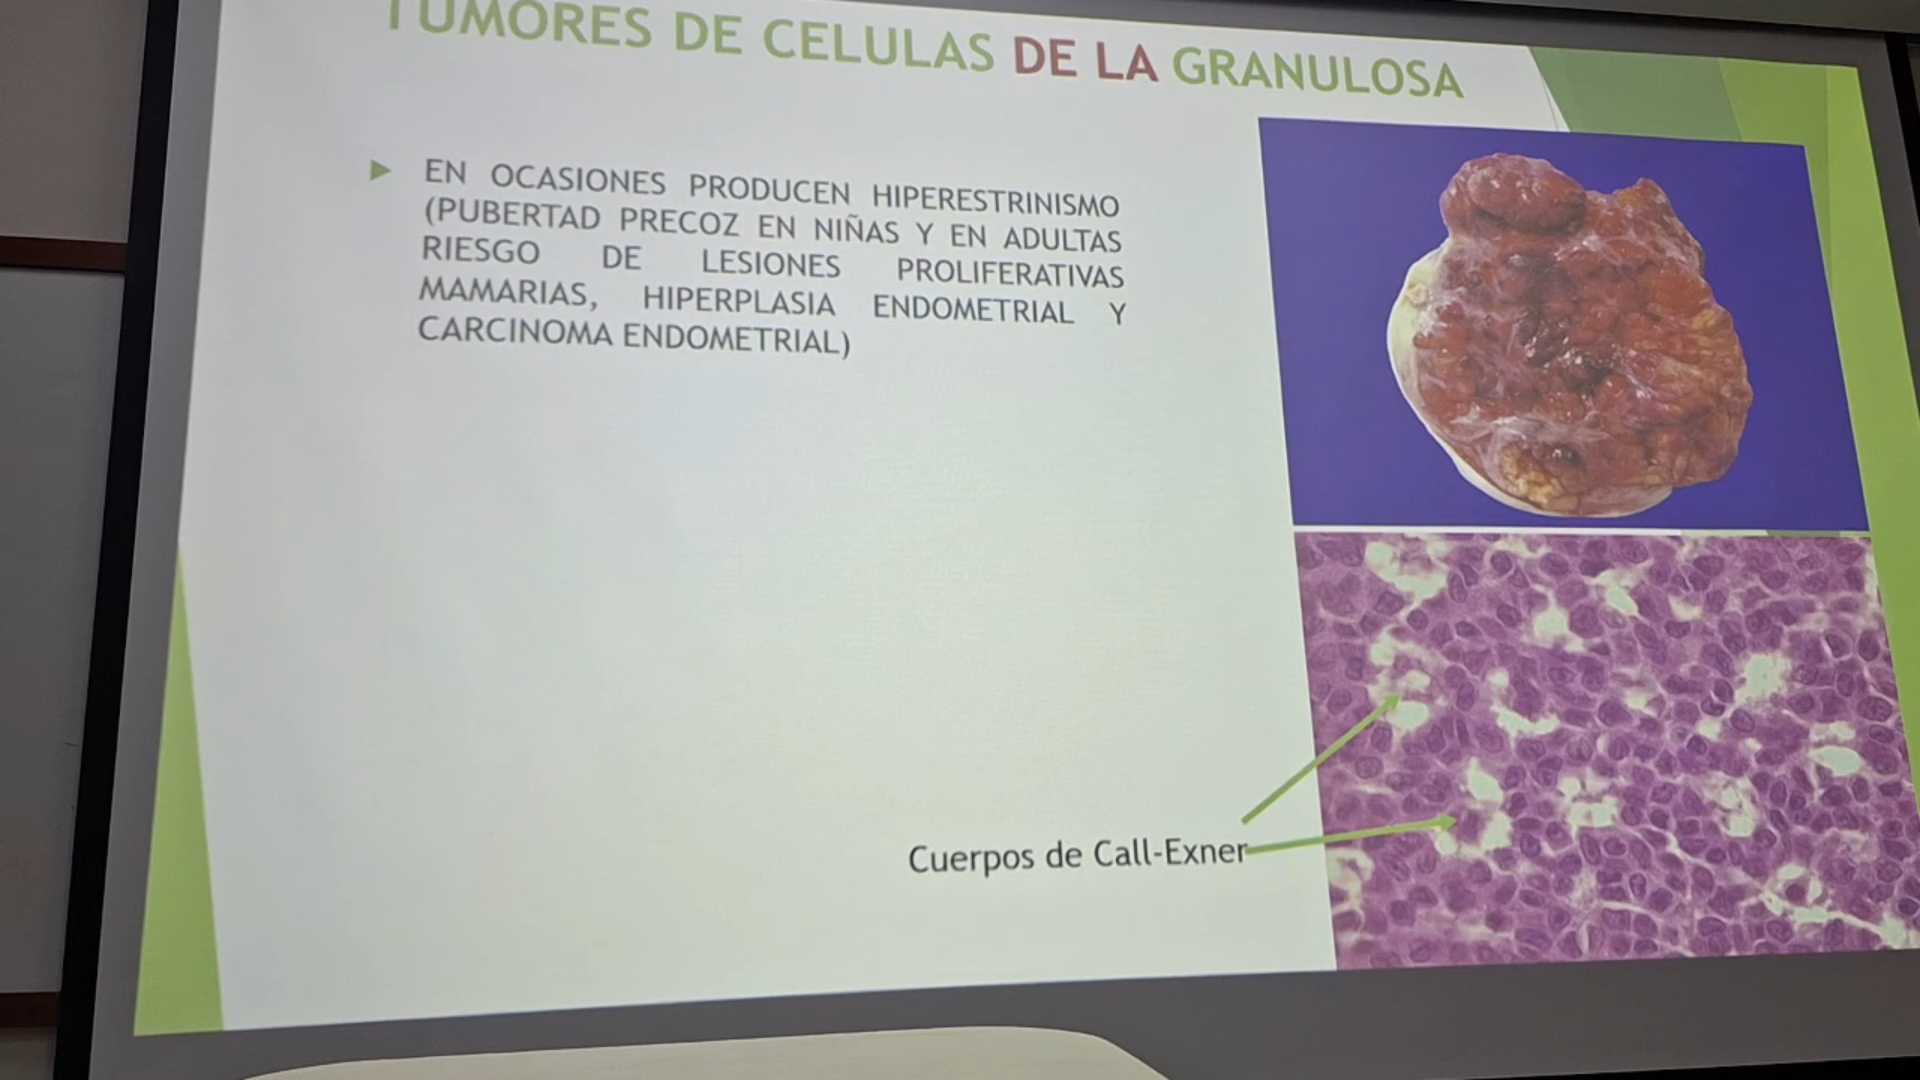 TUMORES DE CELULAS DE LA GRANULOSA
EN OCASIONES PRODUCEN HIPERESTRINISMO
(PUBERTAD PRECOZ EN NIÑAS Y EN ADULTAS
RIESGO DE LESIONES PROLIFERATIVAS
MAMARIAS, HIPERPLASIA ENDOMETRIAL Y
CARCINOMA ENDOMETRIAL)
Cuerpos de Call-Exner